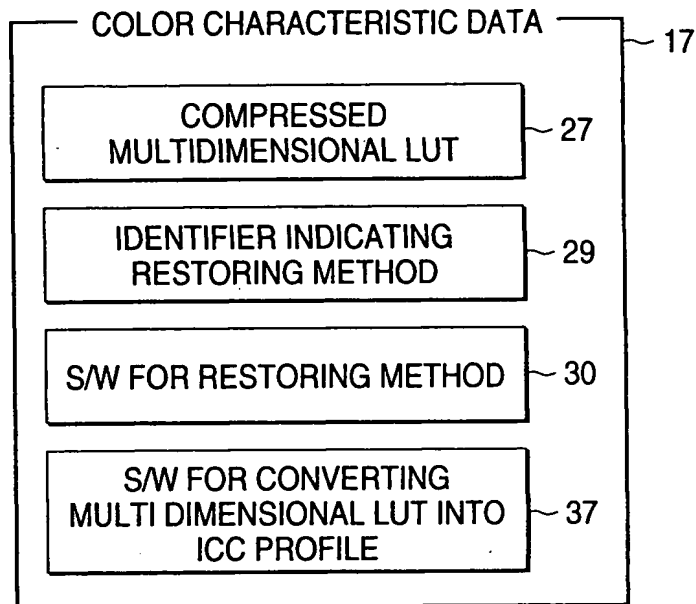 COLOR CHARACTERISTIC DATA
17
COMPRESSED
MULTIDIMENSIONAL LUT
27
IDENTIFIER INDICATING
RESTORING METHOD
29
S/W FOR RESTORING METHOD
30
S/W FOR CONVERTING
MULTI DIMENSIONAL LUT INTO
ICC PROFILE
37